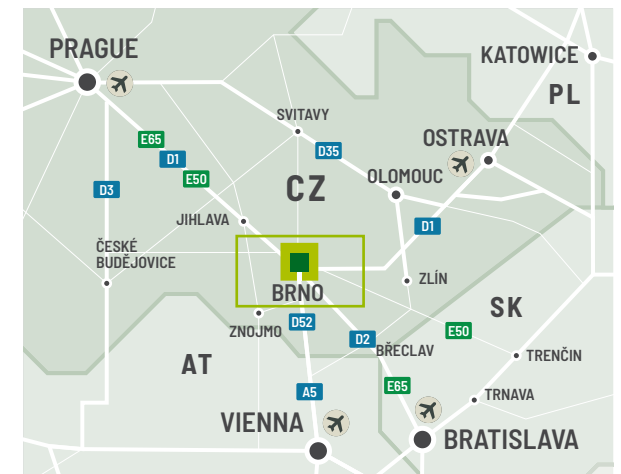 PRAGUE
KATOWICE
PL
SVITAVY
E65
D35
OSTRAVA
D1
E50
CZ
OLOMOUC
D3
JIHLAVA
D1
ČESKÉ
BUDĚJOVICE
ZLÍN
BRNO
SK
ZNOJMO
D52
E50
D2
BŘECLAV
TRENČIN
AT
E65
A5
TRNAVA
VIENNA
BRATISLAVA